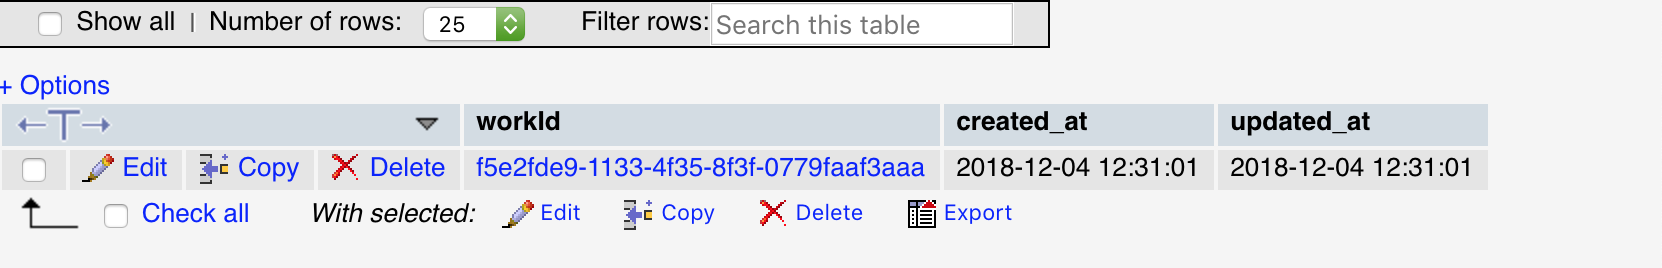 Show all | Number of rows: 25 Filter rows: Search this table
+ Options
←T→ workId created_at updated_at
Edit Copy Delete f5e2fde9-1133-4f35-8f3f-0779faaf3aaa 2018-12-04 12:31:01 2018-12-04 12:31:01
Check all With selected: Edit Copy Delete Export